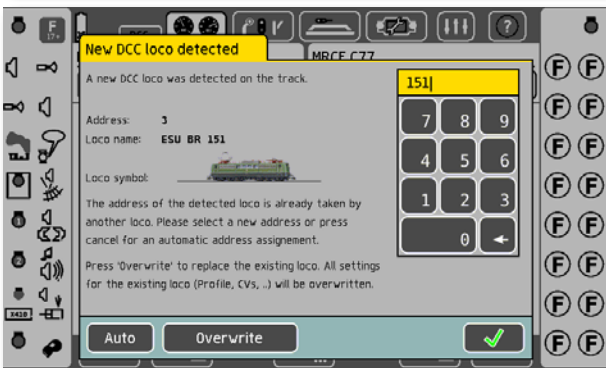 F
17+
?
New DCC loco detected
MRCE C77
A new DCC loco was detected on the track.
151
Address: 3
Loco name: ESU BR 151
Loco symbol:
The address of the detected loco is already taken by
another loco. Please select a new address or press
cancel for an automatic address assignement.
Press 'Overwrite' to replace the existing loco. All settings
for the existing loco (Profile, CVs, ..) will be overwritten.
7 8 9
4 5 6
1 2 3
0
Auto Overwrite
1
2
X410
F F
F F
F F
F F
F F
F F
F F
F F